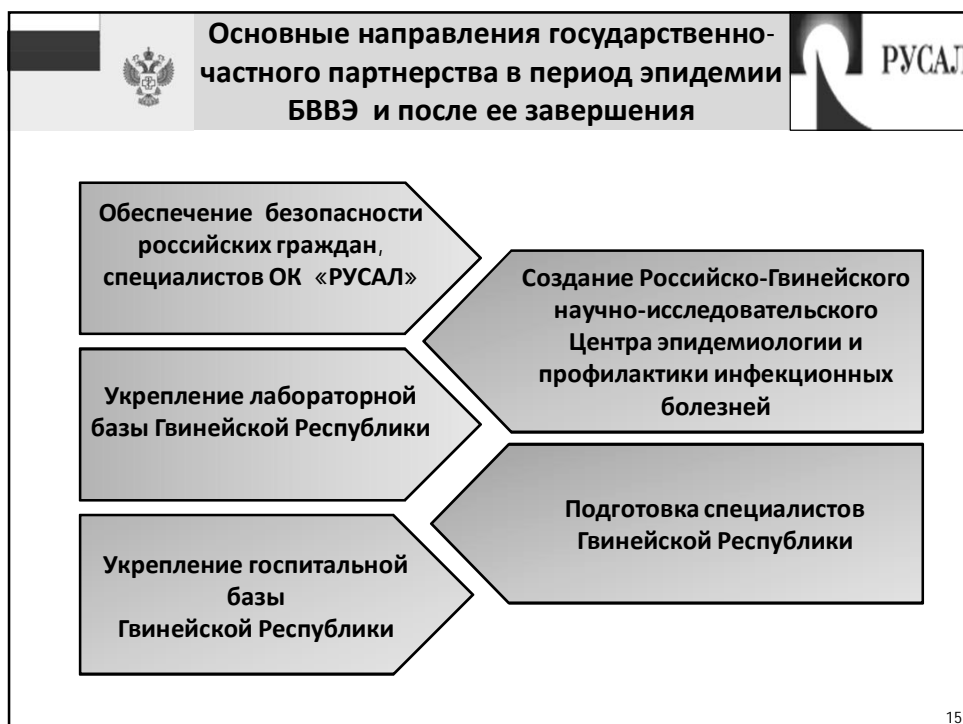 Основные направления государственно-
частного партнерства в период эпидемии
БВВЭ и после ее завершения
РУСАЛ
Обеспечение безопасности
российских граждан,
специалистов ОК «РУСАЛ»
Создание Российско-Гвинейского
научно-исследовательского
Центра эпидемиологии и
профилактики инфекционных
болезней
Укрепление лабораторной
базы Гвинейской Республики
Подготовка специалистов
Гвинейской Республики
Укрепление госпитальной
базы
Гвинейской Республики
15